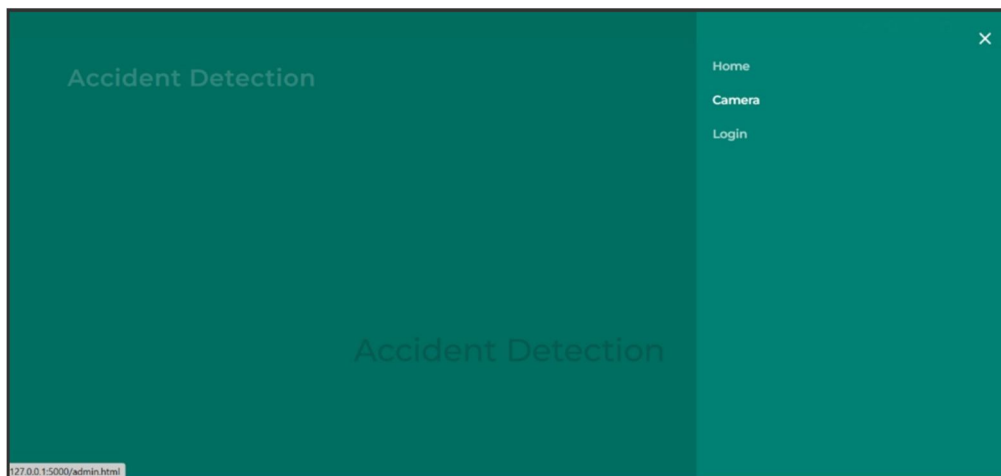 Accident Detection
Home
Camera
Login
Accident Detection
127.0.0.1:5000/admin.html